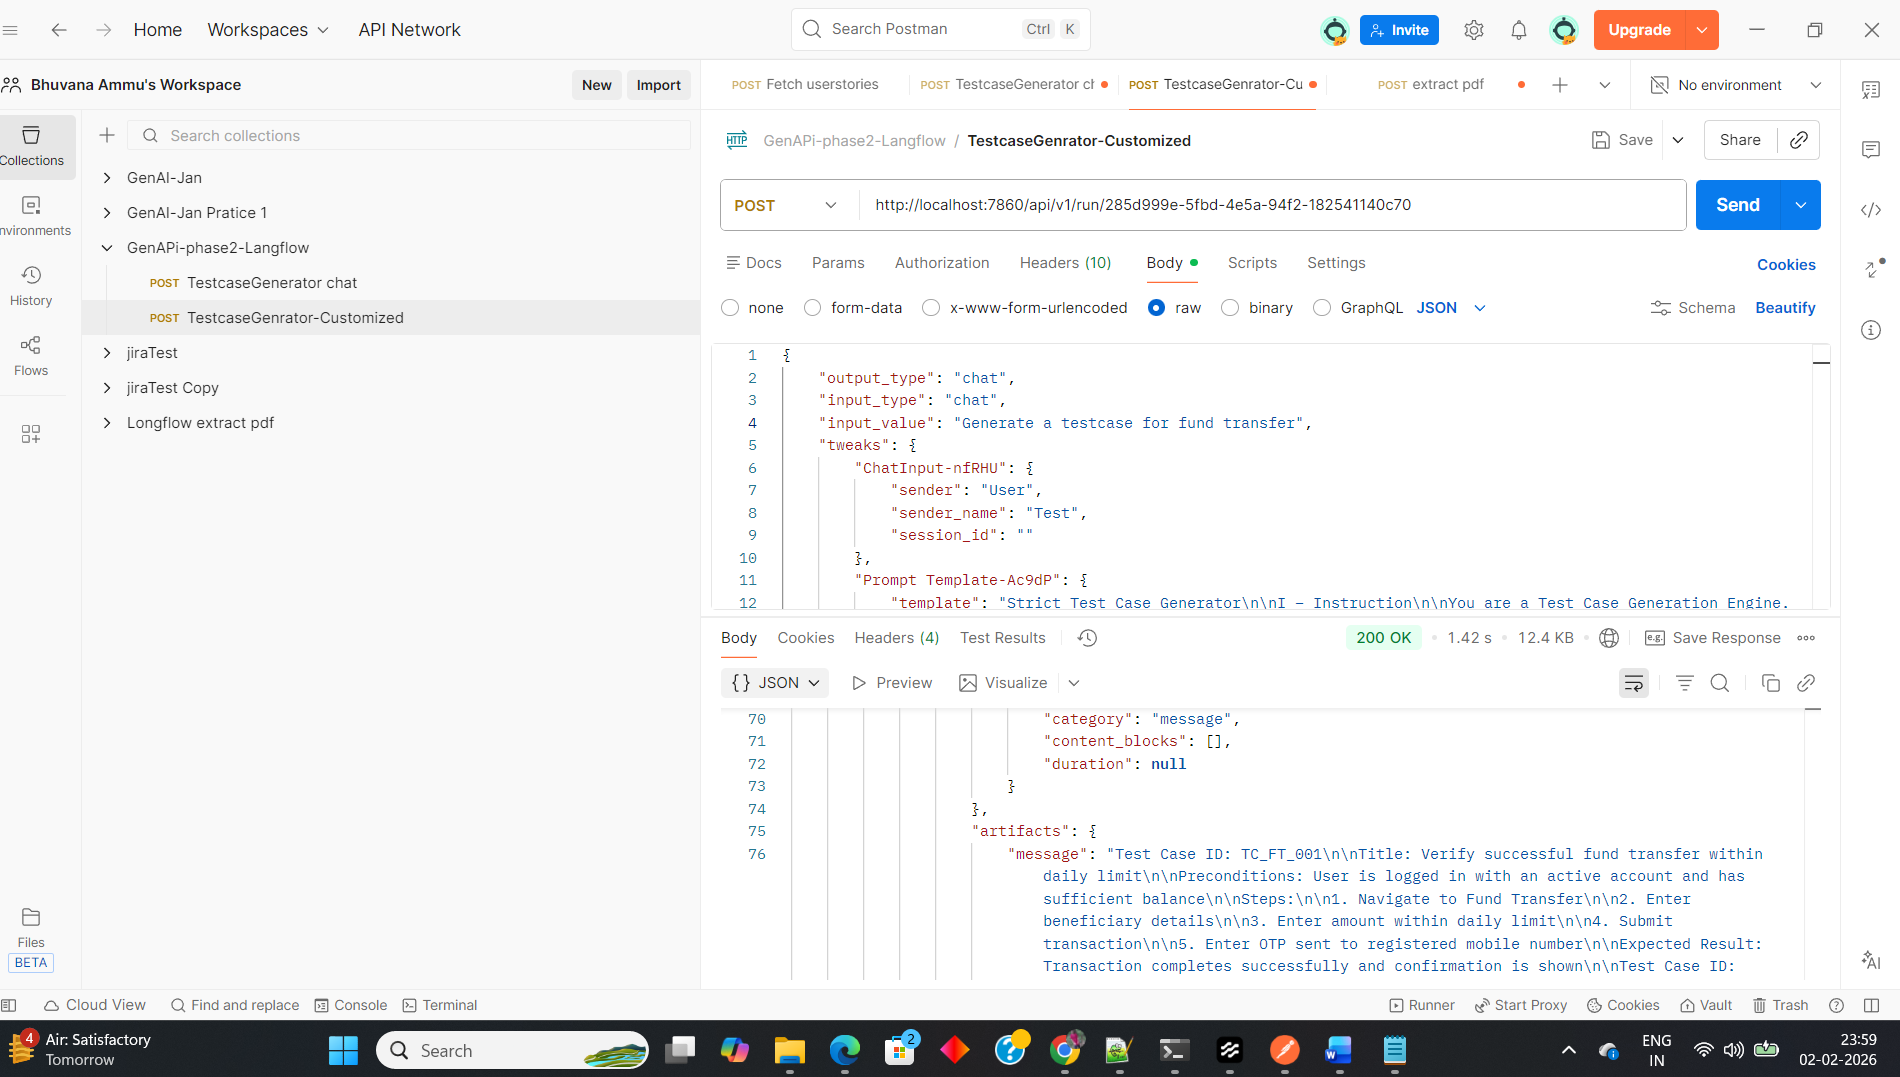 Home
Workspaces
API Network
Search Postman
Ctrl
K
Invite
Upgrade
Bhuvana Ammu's Workspace
New
Import
POST Fetch userstories
POST TestcaseGenerator cl
POST TestcaseGenrator-Cu
POST extract pdf
No environment
Collections
Search collections
GenAI-Jan
GenAI-Jan Pratice 1
GenAPi-phase2-Langflow
POST TestcaseGenerator chat
POST TestcaseGenrator-Customized
jiraTest
jiraTest Copy
Longflow extract pdf
nvironments
History
Flows
Files
BETA
HTTP
GenAPi-phase2-Langflow / TestcaseGenrator-Customized
Save
Share
POST
http://localhost:7860/api/v1/run/285d999e-5fbd-4e5a-94f2-182541140c70
Send
Docs
Params
Authorization
Headers (10)
Body
Scripts
Settings
Cookies
none
form-data
x-www-form-urlencoded
raw
binary
GraphQL
JSON
Schema
Beautify
1 {
2 "output_type": "chat",
3 "input_type": "chat",
4 "input_value": "Generate a testcase for fund transfer",
5 "tweaks": {
6 "ChatInput-nfRHU": {
7 "sender": "User",
8 "sender_name": "Test",
9 "session_id": ""
10 },
11 "Prompt Template-Ac9dP": {
12 "template": "Strict Test Case Generator\n\nI – Instruction\n\nYou are a Test Case Generation Engine.
Body
Cookies
Headers (4)
Test Results
200 OK
1.42 s
12.4 KB
e.g.
Save Response
{} JSON
Preview
Visualize
70 "category": "message",
71 "content_blocks": [],
72 "duration": null
73 }
74 },
75 "artifacts": {
76 "message": "Test Case ID: TC_FT_001\n\nTitle: Verify successful fund transfer within
daily limit\n\nPreconditions: User is logged in with an active account and has
sufficient balance\n\nSteps:\n\n1. Navigate to Fund Transfer\n\n2. Enter
beneficiary details\n\n3. Enter amount within daily limit\n\n4. Submit
transaction\n\n5. Enter OTP sent to registered mobile number\n\nExpected Result:
Transaction completes successfully and confirmation is shown\n\nTest Case ID:
Cloud View
Find and replace
Console
Terminal
Runner
Start Proxy
Cookies
Vault
Trash
4
Air: Satisfactory
Tomorrow
Search
2
ENG
IN
23:59
02-02-2026